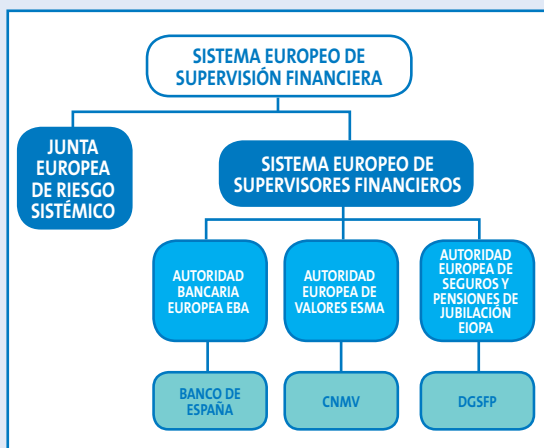 SISTEMA EUROPEO DE
SUPERVISIÓN FINANCIERA
JUNTA
EUROPEA
DE RIESGO
SISTÉMICO
SISTEMA EUROPEO DE
SUPERVISORES FINANCIEROS
AUTORIDAD
BANCARIA
EUROPEA EBA
AUTORIDAD
EUROPEA DE
VALORES ESMA
AUTORIDAD
EUROPEA DE
SEGUROS Y
PENSIONES DE
JUBILACIÓN
EIOPA
BANCO DE
ESPAÑA
CNMV
DGSFP